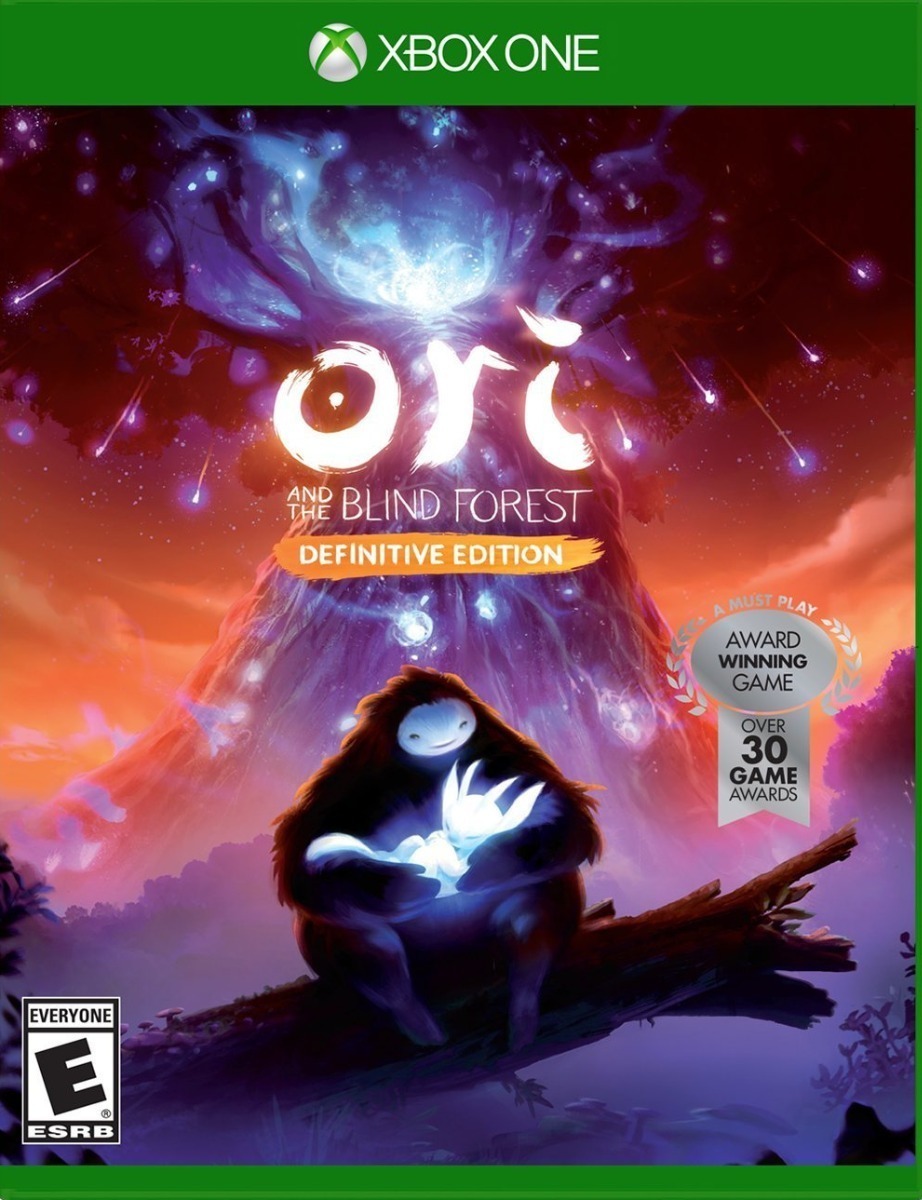 XBOX ONE
ori
AND THE BLIND FOREST
DEFINITIVE EDITION
A MUST PLAY
AWARD
WINNING
GAME
OVER
30
GAME
AWARDS
EVERYONE
E
®
ESRB